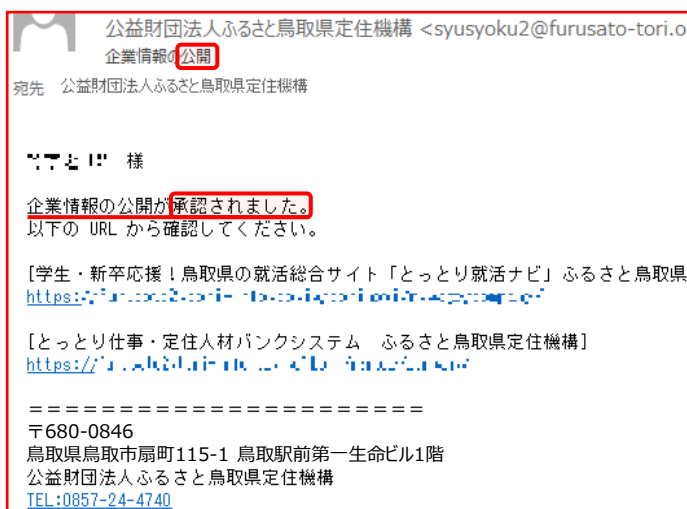 公益財団法人ふるさと鳥取県定住機構 <syusyoku2@furusato-tori.o
企業情報の公開
宛先 公益財団法人ふるさと鳥取県定住機構
様
企業情報の公開が承認されました。
以下の URL から確認してください。
[学生・新卒応援！鳥取県の就活総合サイト「とっとり就活ナビ」ふるさと鳥取県
https:
[とっとり仕事・定住人材バンクシステム　ふるさと鳥取県定住機構]
https://
＝＝＝＝＝＝＝＝＝＝＝＝＝＝＝＝＝＝＝＝＝＝
〒680-0846
鳥取県鳥取市扇町115-1 鳥取駅前第一生命ビル1階
公益財団法人ふるさと鳥取県定住機構
TEL:0857-24-4740